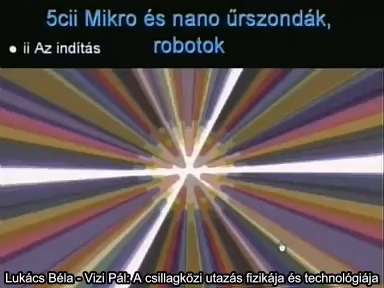 5cii Mikro és nano űrszondák,
robotok
● ii Az indítás
Lukács Béla - Vizi Pál: A csillagközi utazás fizikája és technológiája